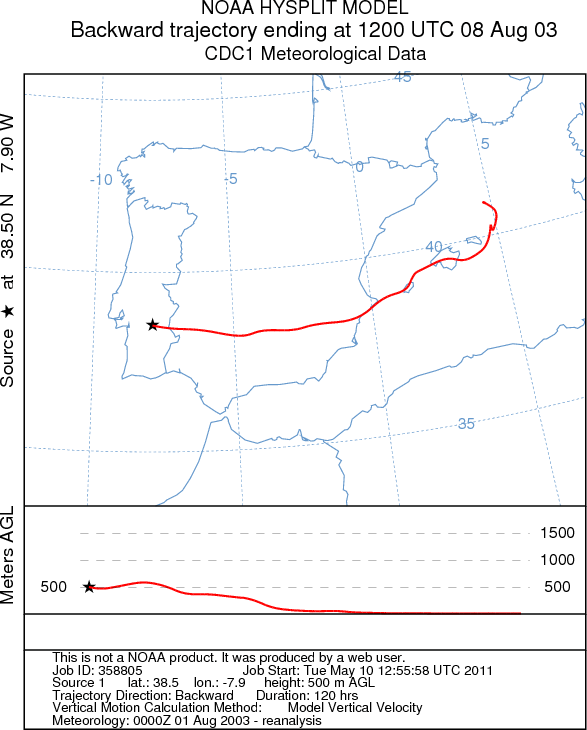 NOAA HYSPLIT MODEL
Backward trajectory ending at 1200 UTC 08 Aug 03
CDC1 Meteorological Data
Source ★ at 38.50 N 7.90 W
45
5
0
-5
-10
40
35
Meters AGL
1500
1000
500 500
This is not a NOAA product. It was produced by a web user.
Job ID: 358805 Job Start: Tue May 10 12:55:58 UTC 2011
Source 1 lat.: 38.5 lon.: -7.9 height: 500 m AGL
Trajectory Direction: Backward Duration: 120 hrs
Vertical Motion Calculation Method: Model Vertical Velocity
Meteorology: 0000Z 01 Aug 2003 - reanalysis